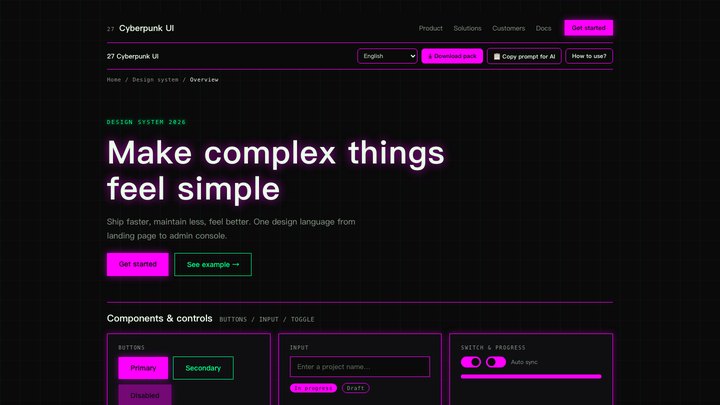 27 Cyberpunk UI
Product Solutions Customers Docs Get started
27 Cyberpunk UI
English
Download pack
Copy prompt for AI
How to use?
Home / Design system / Overview
DESIGN SYSTEM 2026
Make complex things
feel simple
Ship faster, maintain less, feel better. One design language from
landing page to admin console.
Get started
See example →
Components & controls BUTTONS / INPUT / TOGGLE
BUTTONS
Primary
Secondary
Disabled
INPUT
Enter a project name...
In progress
Draft
SWITCH & PROGRESS
Auto sync